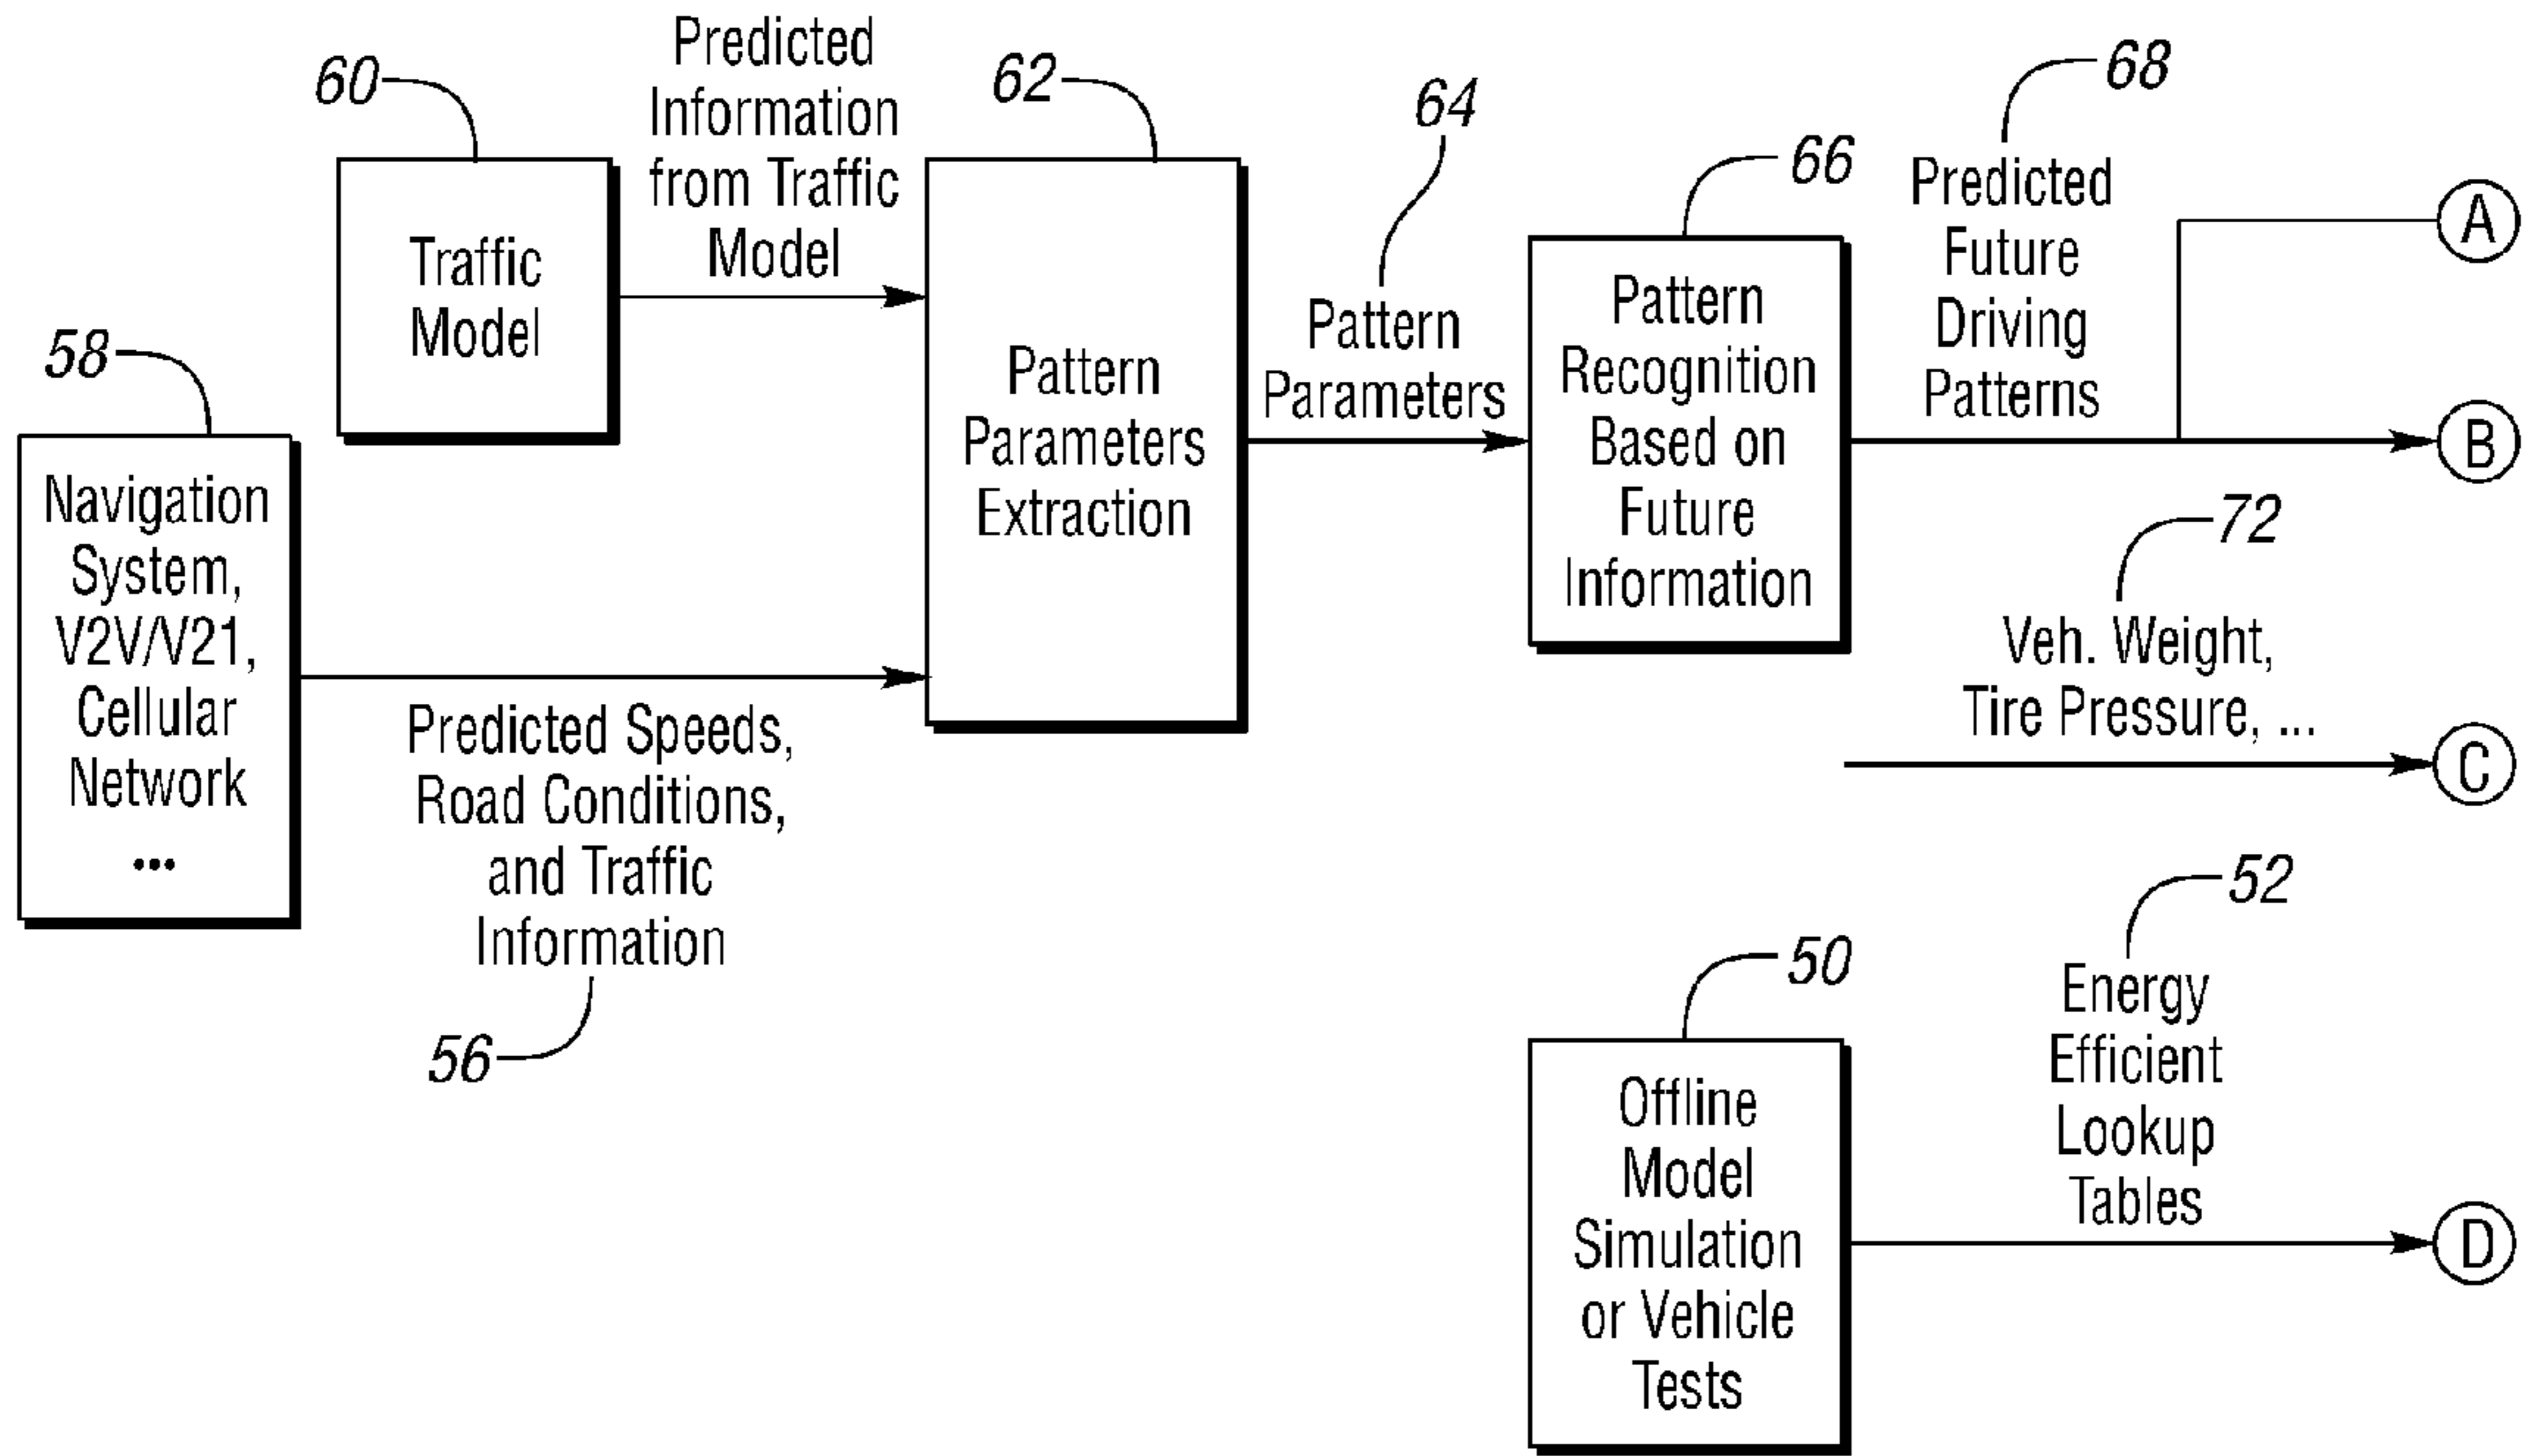 60
Predicted
Information
from Traffic
Model
62
64
68
66
58
Traffic
Model
Navigation
System,
V2V/V21,
Cellular
Network
...
Predicted Speeds,
Road Conditions,
and Traffic
Information
56
Pattern
Parameters
Extraction
Pattern
Parameters
Pattern
Recognition
Based on
Future
Information
Predicted
Future
Driving
Patterns
A
B
72
Veh. Weight,
Tire Pressure, ...
C
52
50
Energy
Efficient
Lookup
Tables
Offline
Model
Simulation
or Vehicle
Tests
D